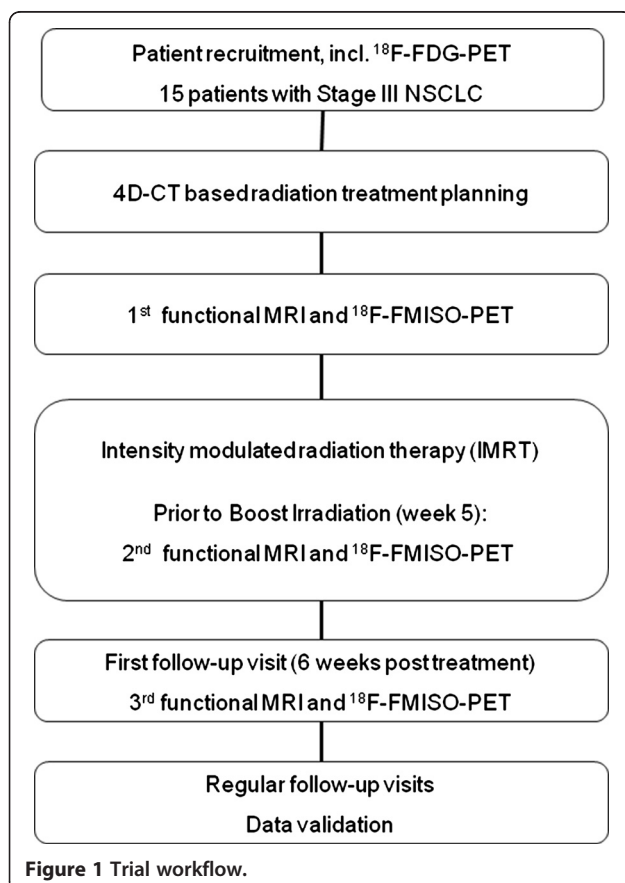 Patient recruitment, incl. ¹⁸F-FDG-PET
15 patients with Stage III NSCLC
4D-CT based radiation treatment planning
1ˢᵗ functional MRI and ¹⁸F-FMISO-PET
Intensity modulated radiation therapy (IMRT)
Prior to Boost Irradiation (week 5):
2ⁿᵈ functional MRI and ¹⁸F-FMISO-PET
First follow-up visit (6 weeks post treatment)
3ʳᵈ functional MRI and ¹⁸F-FMISO-PET
Regular follow-up visits
Data validation
Figure 1 Trial workflow.